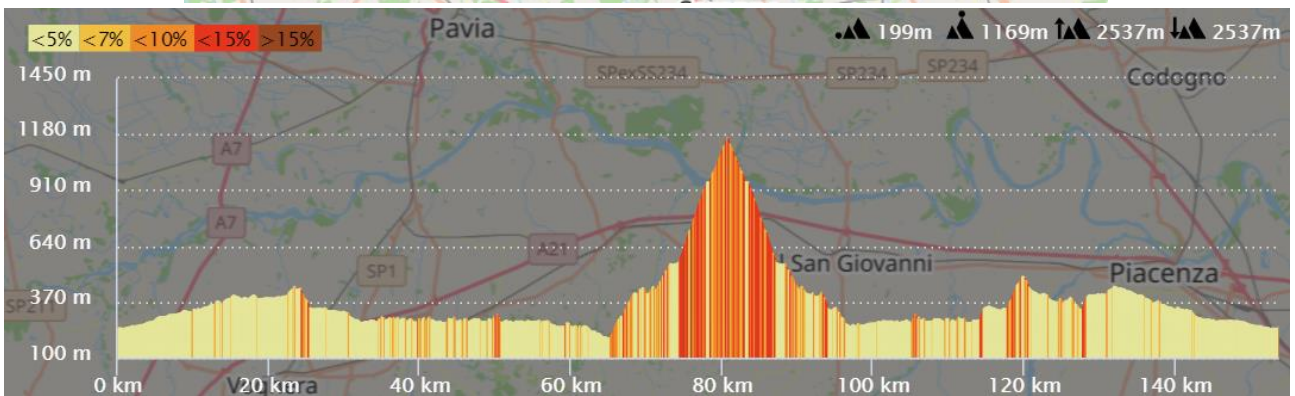 Pavia
<5% <7% <10% <15% >15%
199m 1169m 2537m 2537m
1450 m
SPexSS234 SP234 SP234
Codogno
1180 m
A7
910 m
A7
640 m
A21
SP1
San Giovanni
Piacenza
370 m
100 m
0 km 20 km 40 km 60 km 80 km 100 km 120 km 140 km